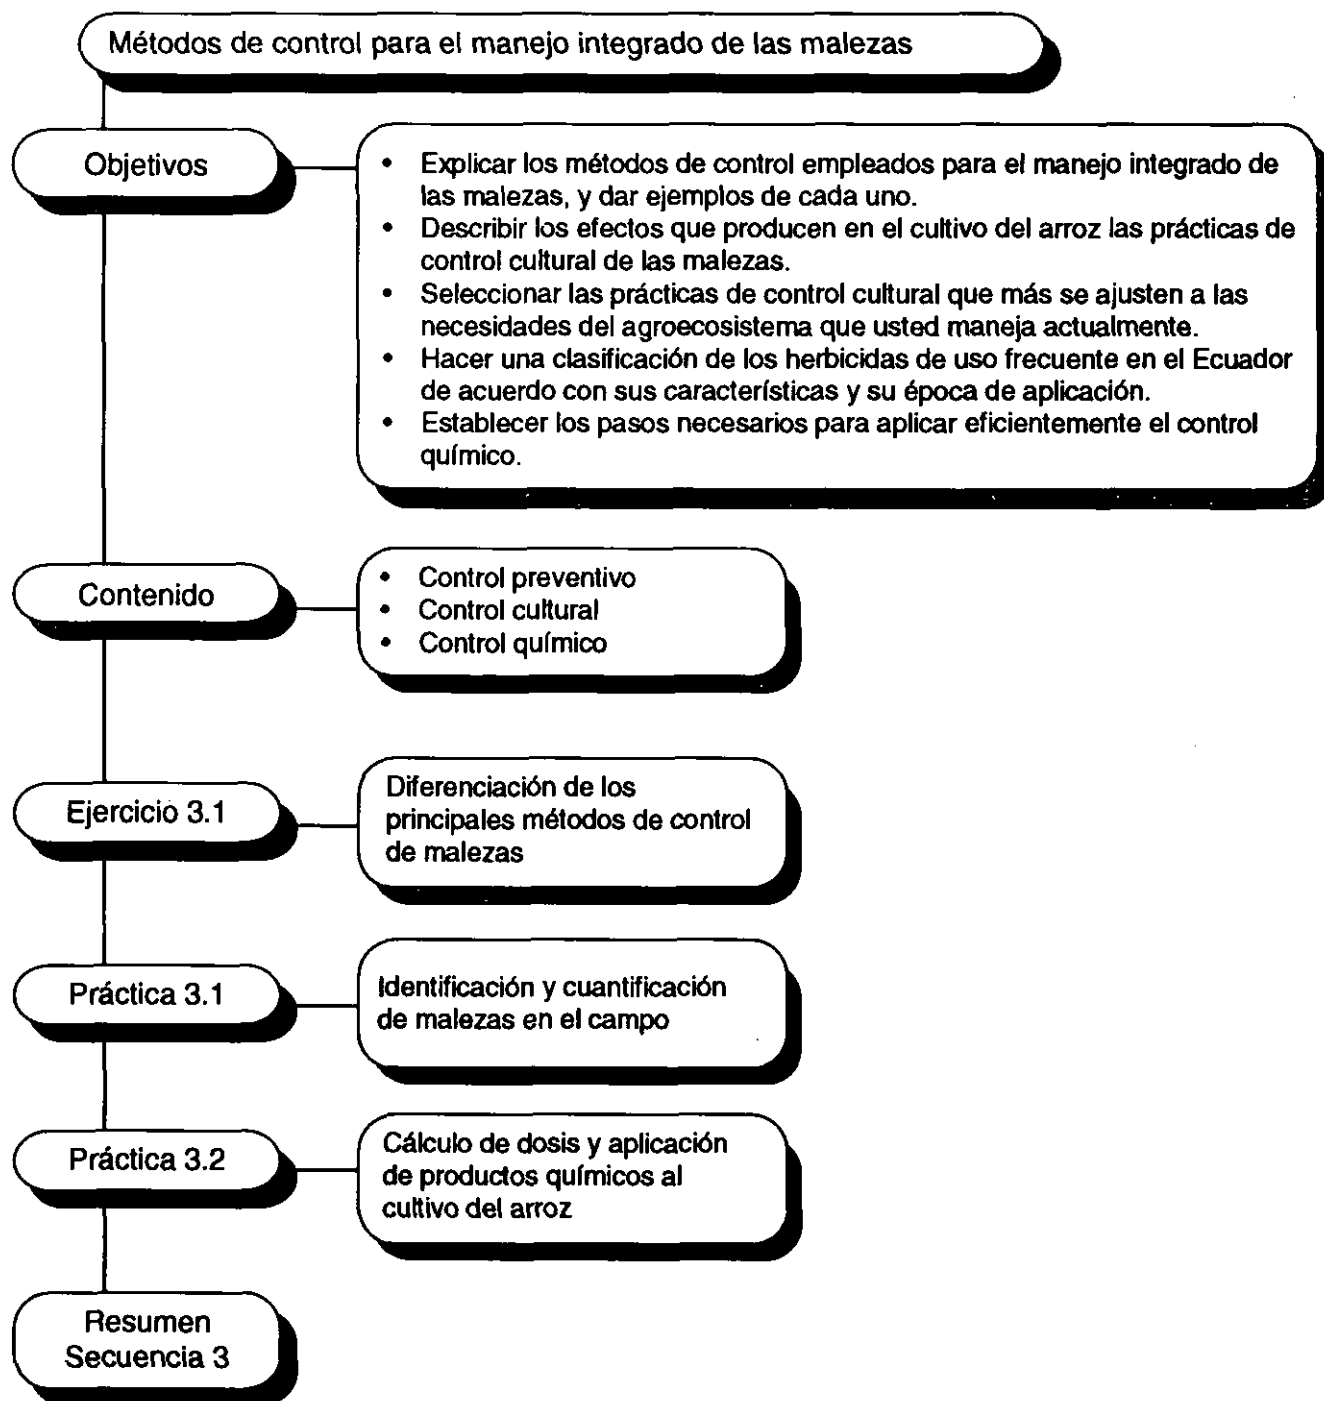 Métodos de control para el manejo integrado de las malezas
Objetivos
• Explicar los métodos de control empleados para el manejo integrado de
las malezas, y dar ejemplos de cada uno.
• Describir los efectos que producen en el cultivo del arroz las prácticas de
control cultural de las malezas.
• Seleccionar las prácticas de control cultural que más se ajusten a las
necesidades del agroecosistema que usted maneja actualmente.
• Hacer una clasificación de los herbicidas de uso frecuente en el Ecuador
de acuerdo con sus características y su época de aplicación.
• Establecer los pasos necesarios para aplicar eficientemente el control
químico.
Contenido
• Control preventivo
• Control cultural
• Control químico
Ejercicio 3.1
Diferenciación de los
principales métodos de control
de malezas
Práctica 3.1
Identificación y cuantificación
de malezas en el campo
Práctica 3.2
Cálculo de dosis y aplicación
de productos químicos al
cultivo del arroz
Resumen
Secuencia 3